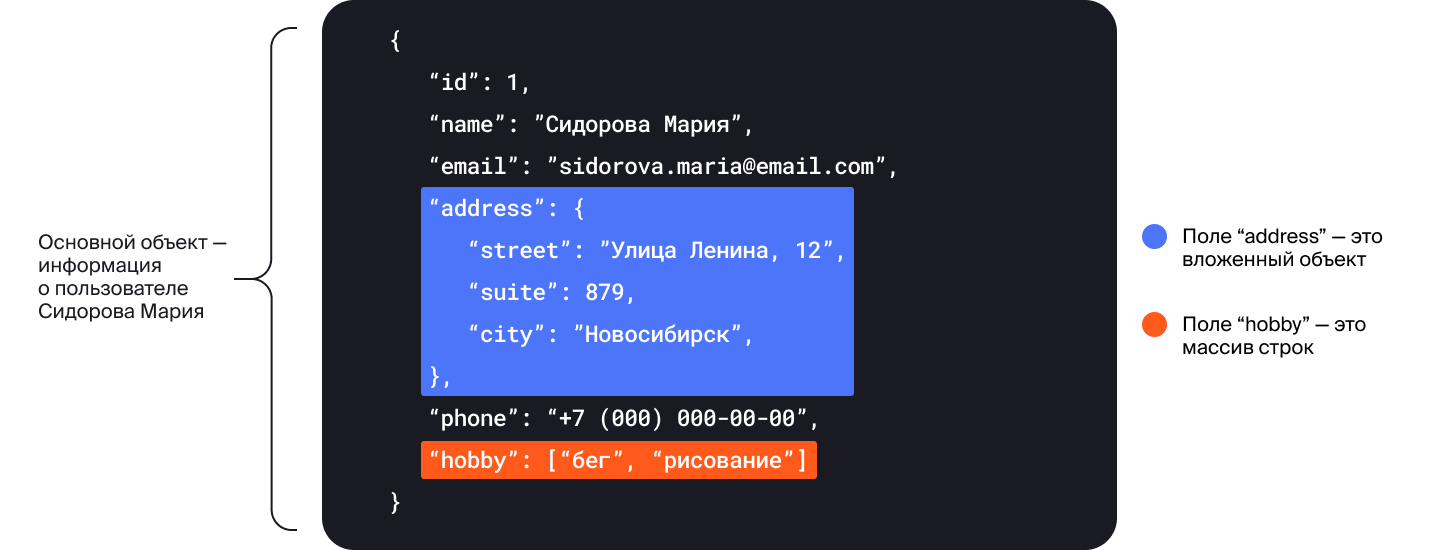 Основной объект —
информация
о пользователе
Сидорова Мария
{
“id”: 1,
“name”: ”Сидорова Мария”,
“email”: ”sidorova.maria@email.com”,
“address”: {
“street”: ”Улица Ленина, 12”,
“suite”: 879,
“city”: ”Новосибирск”,
},
“phone”: “+7 (000) 000-00-00”,
“hobby”: [“бег”, “рисование”]
}
Поле “address” — это
вложенный объект
Поле “hobby” — это
массив строк